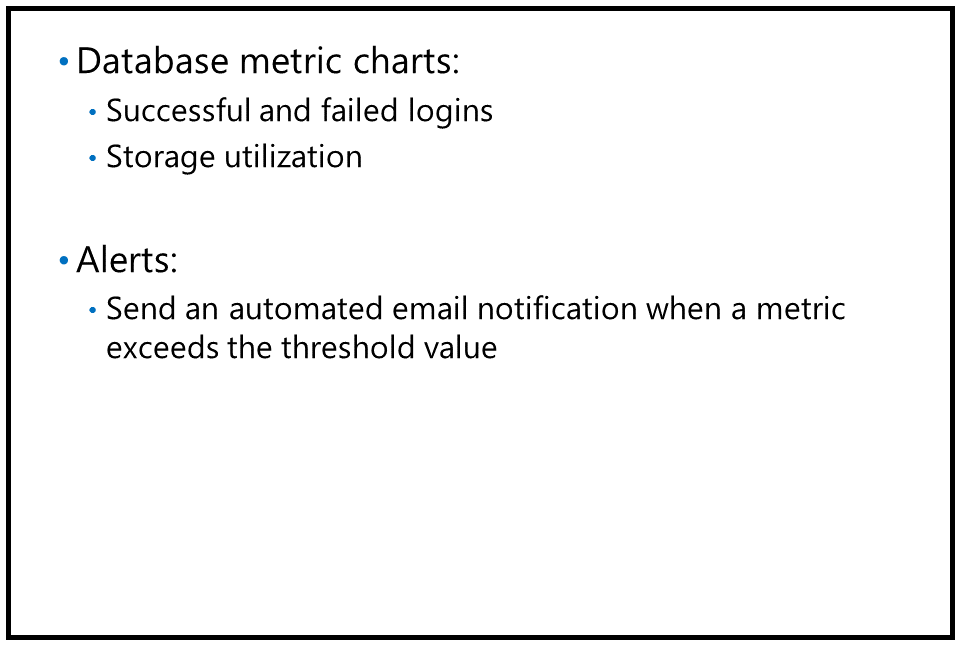 • Database metric charts:
• Successful and failed logins
• Storage utilization
• Alerts:
• Send an automated email notification when a metric
exceeds the threshold value